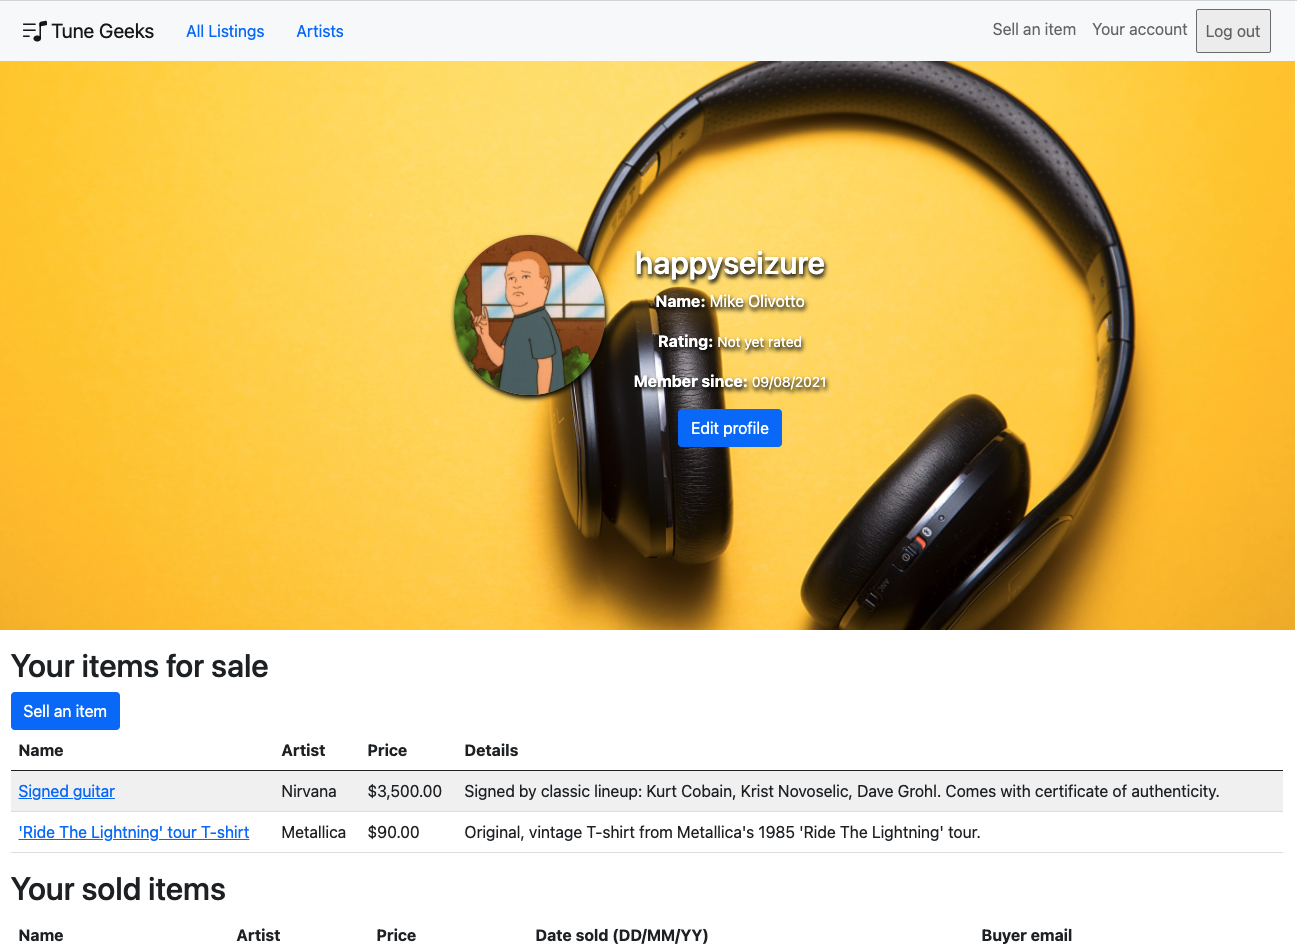 Tune Geeks All Listings Artists Sell an item Your account Log out
happyseizure
Name: Mike Olivotto
Rating: Not yet rated
Member since: 09/08/2021
Edit profile
Your items for sale
Sell an item
Name Artist Price Details
Signed guitar Nirvana $3,500.00 Signed by classic lineup: Kurt Cobain, Krist Novoselic, Dave Grohl. Comes with certificate of authenticity.
'Ride The Lightning' tour T-shirt Metallica $90.00 Original, vintage T-shirt from Metallica's 1985 'Ride The Lightning' tour.
Your sold items
Name Artist Price Date sold (DD/MM/YY) Buyer email